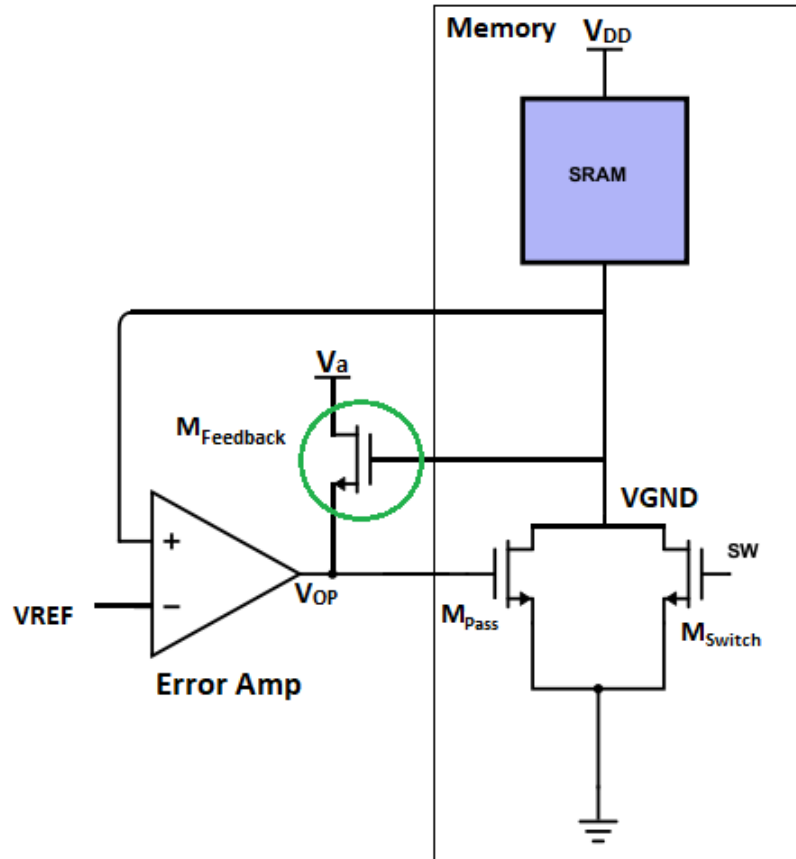 Memory
VDD
SRAM
Va
MFeedback
VGND
SW
+
−
VOP
VREF
MPass
MSwitch
Error Amp